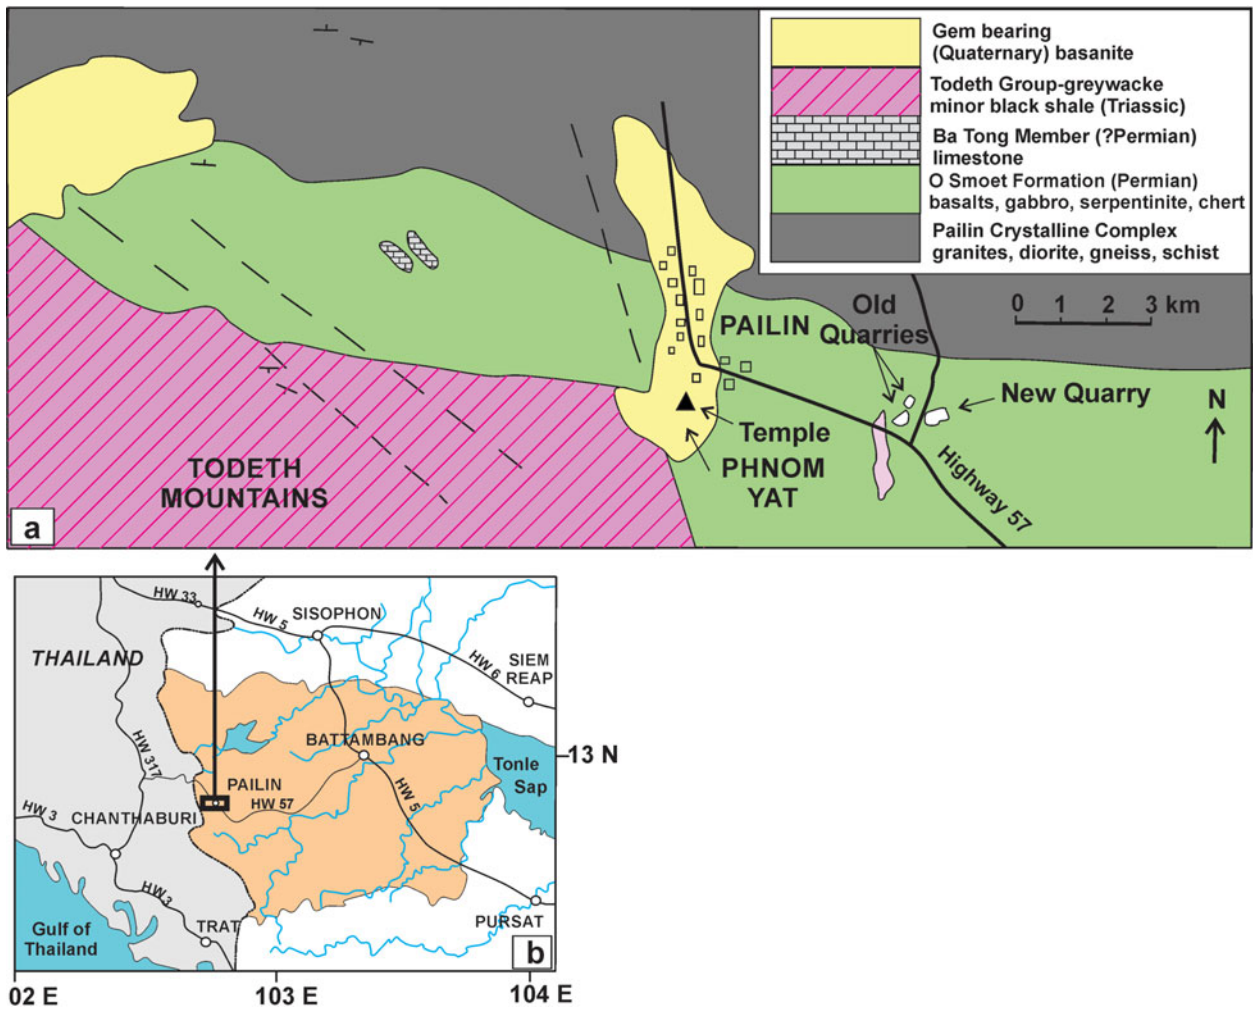 Gem bearing
(Quaternary) basanite
Todeth Group-greywacke
minor black shale (Triassic)
Ba Tong Member (?Permian)
limestone
O Smoet Formation (Permian)
basalts, gabbro, serpentinite, chert
Pailin Crystalline Complex
granites, diorite, gneiss, schist
0 1 2 3 km
Old
Quarries
PAILIN
New Quarry
N
Temple
PHNOM
YAT
Highway 57
TODETH
MOUNTAINS
a
HW 33
HW 5
SISOPHON
THAILAND
HW 6
SIEM
REAP
HW 317
BATTAMBANG
13 N
Tonle
Sap
PAILIN
HW 57
HW 5
HW 3
CHANTHABURI
HW3
TRAT
PURSAT
Gulf of
Thailand
b
02 E
103 E
104 E